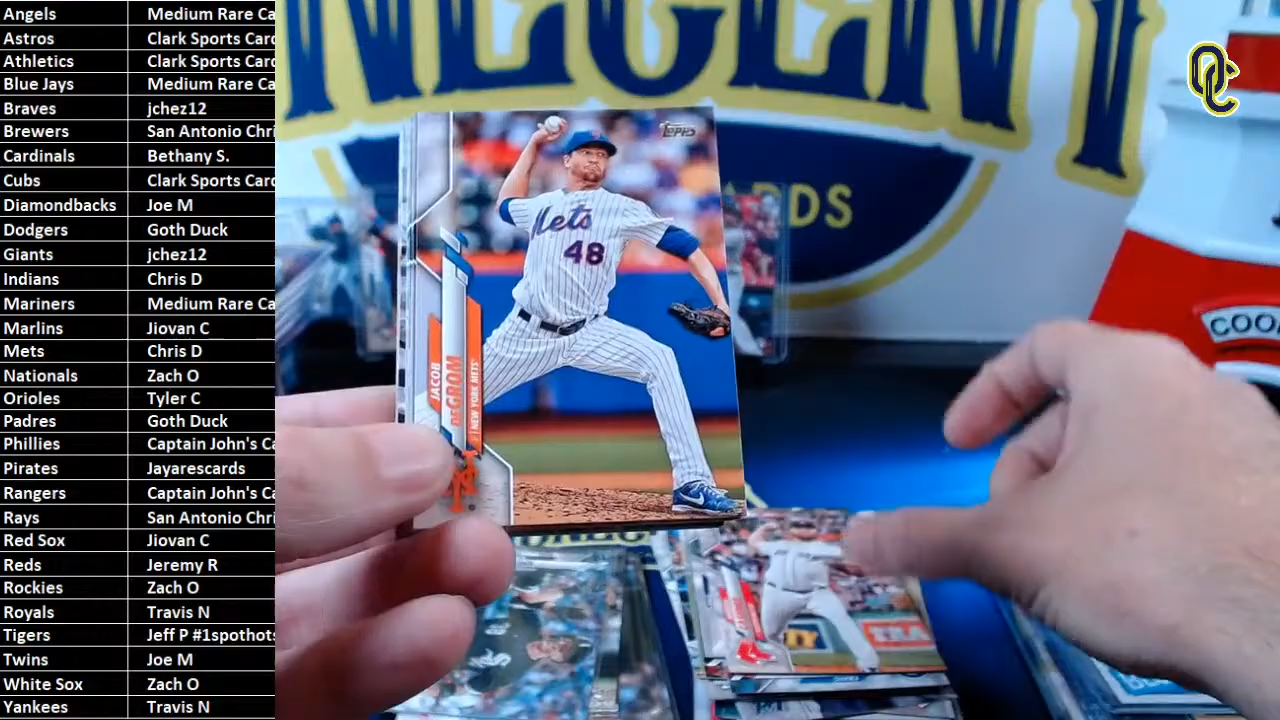 Angels Medium Rare Ca
Astros Clark Sports Card
Athletics Clark Sports Card
Blue Jays Medium Rare Ca
Braves jchez12
Brewers San Antonio Chri
Cardinals Bethany S.
Cubs Clark Sports Card
Diamondbacks Joe M
Dodgers Goth Duck
Giants jchez12
Indians Chris D
Mariners Medium Rare Ca
Marlins Jiovan C
Mets Chris D
Nationals Zach O
Orioles Tyler C
Padres Goth Duck
Phillies Captain John's Ca
Pirates Jayarescards
Rangers Captain John's Ca
Rays San Antonio Chri
Red Sox Jiovan C
Reds Jeremy R
Rockies Zach O
Royals Travis N
Tigers Jeff P #1spothots
Twins Joe M
White Sox Zach O
Yankees Travis N
OC
TOPPS
Mets
48
JACOB
DEGROM
NEW YORK METS
RDS
COO